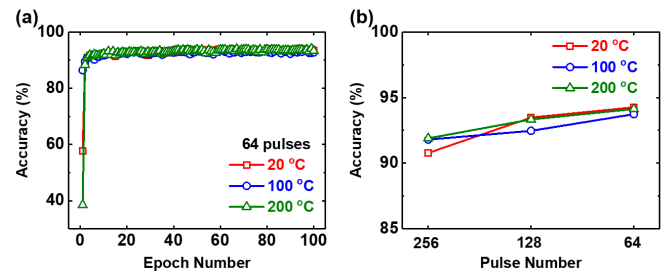 (a)
100
80
60
40
Accuracy (%)
64 pulses
20 °C
100 °C
200 °C
0 20 40 60 80 100
Epoch Number
(b)
100
95
90
85
Accuracy (%)
20 °C
100 °C
200 °C
256 128 64
Pulse Number